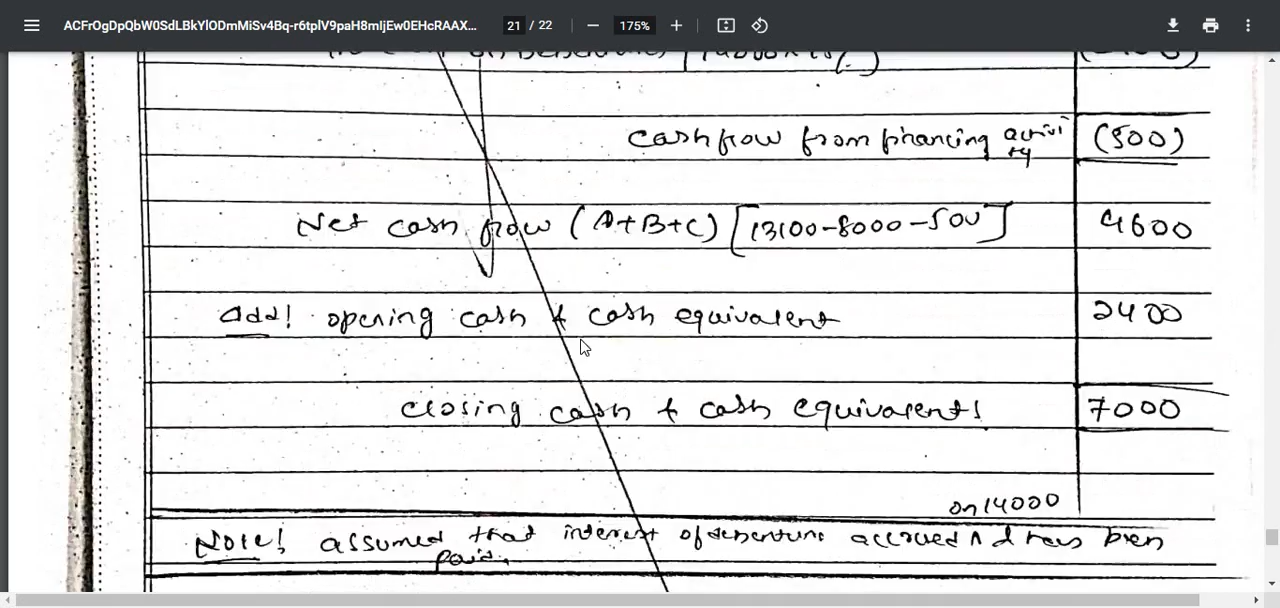 ACFrOgDpQbW0SdLBkYlODmMiSv4Bq-r6tplV9paH8mIjEw0EHcRAAX... 21 / 22 175%
cash flow from financing activity (500)
Net cash flow (A+B+C) [13100-8000-500] 4600
Add! opening cash & cash equivalent 2400
closing cash & cash equivalents! 7000
on 14000
Note! assumed that interest of debenture accrued ∧ d has been
paid.